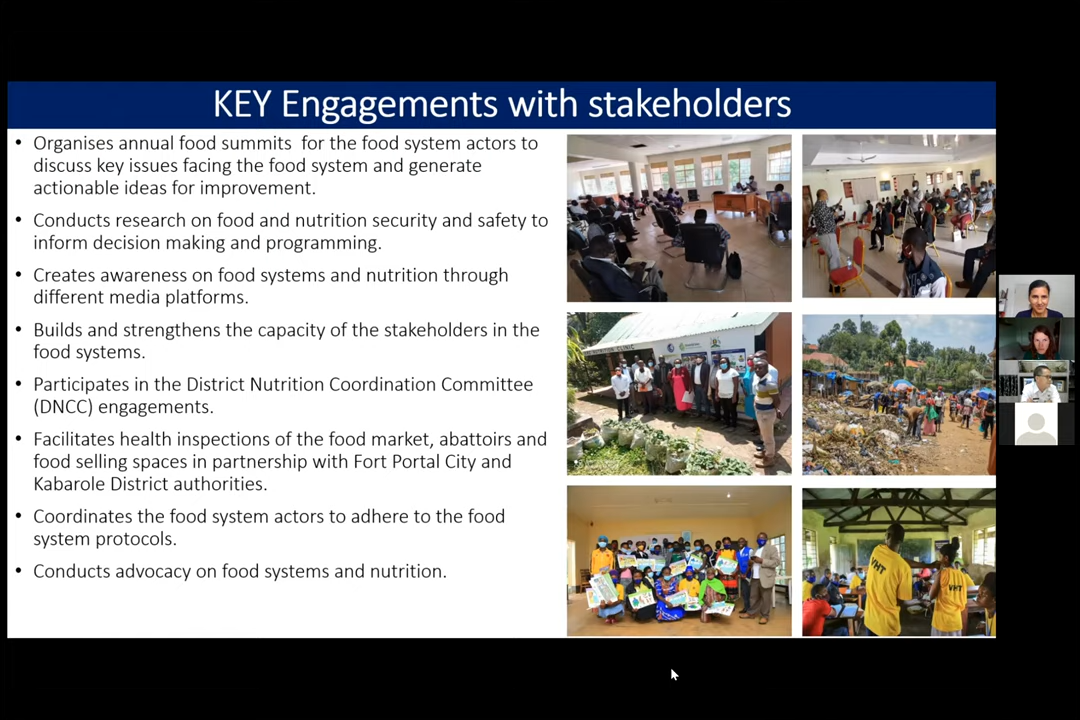 KEY Engagements with stakeholders
• Organises annual food summits for the food system actors to
discuss key issues facing the food system and generate
actionable ideas for improvement.
• Conducts research on food and nutrition security and safety to
inform decision making and programming.
• Creates awareness on food systems and nutrition through
different media platforms.
• Builds and strengthens the capacity of the stakeholders in the
food systems.
• Participates in the District Nutrition Coordination Committee
(DNCC) engagements.
• Facilitates health inspections of the food market, abattoirs and
food selling spaces in partnership with Fort Portal City and
Kabarole District authorities.
• Coordinates the food system actors to adhere to the food
system protocols.
• Conducts advocacy on food systems and nutrition.
CLINIC
VHT
VHT